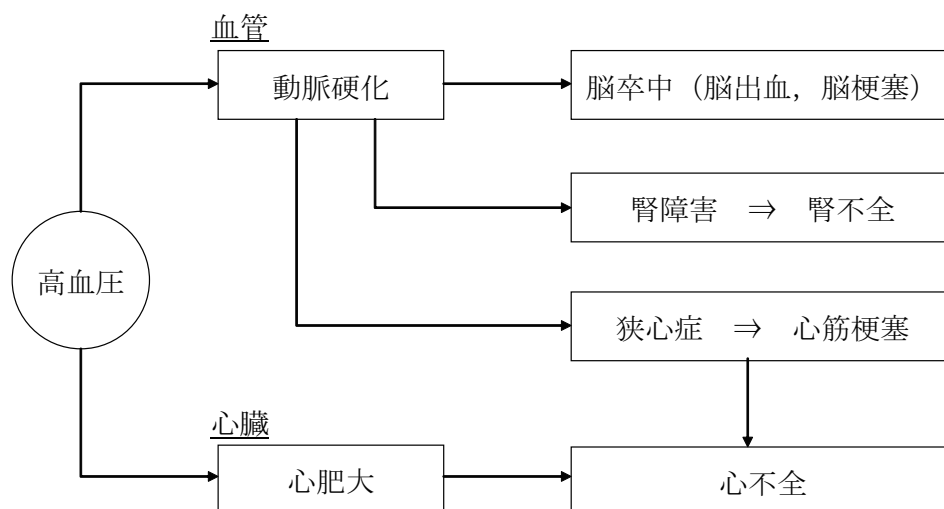 血管
動脈硬化
脳卒中（脳出血，脳梗塞）
腎障害 ⇒ 腎不全
高血圧
狭心症 ⇒ 心筋梗塞
心臓
心肥大
心不全